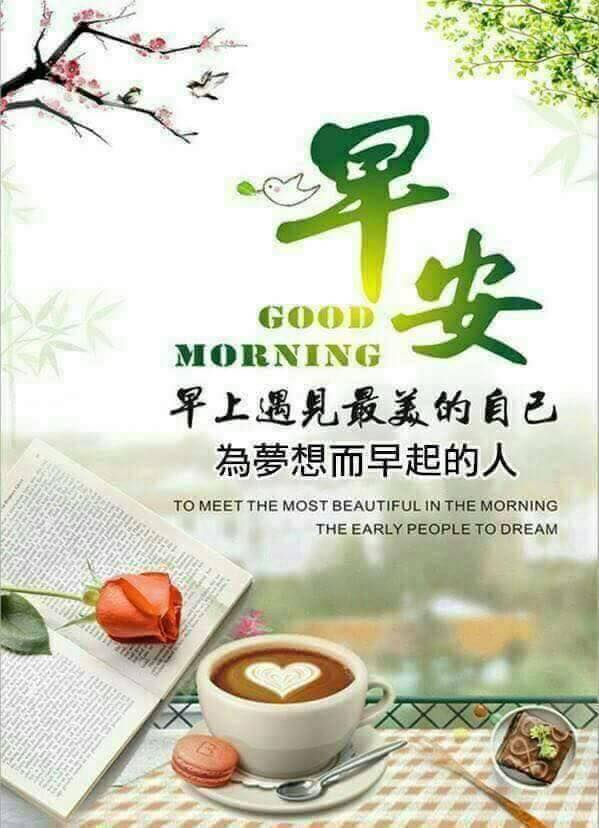 早安
GOOD
MORNING
早上遇見最美的自己
為夢想而早起的人
TO MEET THE MOST BEAUTIFUL IN THE MORNING
THE EARLY PEOPLE TO DREAM